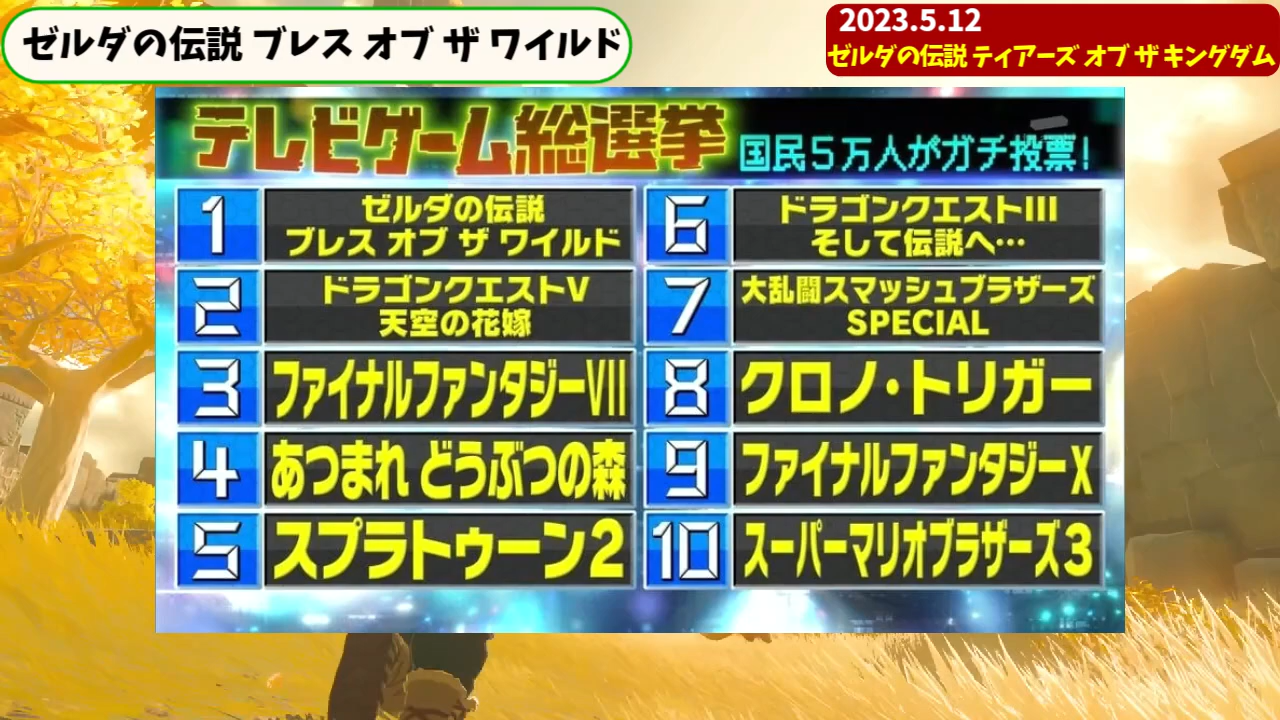 ゼルダの伝説 ブレス オブ ザ ワイルド
2023.5.12
ゼルダの伝説 ティアーズ オブ ザ キングダム
テレビゲーム総選挙
国民5万人がガチ投票!
1
ゼルダの伝説
ブレス オブ ザ ワイルド
2
ドラゴンクエストV
天空の花嫁
3
ファイナルファンタジーVII
4
あつまれ どうぶつの森
5
スプラトゥーン2
6
ドラゴンクエストIII
そして伝説へ…
7
大乱闘スマッシュブラザーズ
SPECIAL
8
クロノ・トリガー
9
ファイナルファンタジーX
10
スーパーマリオブラザーズ3